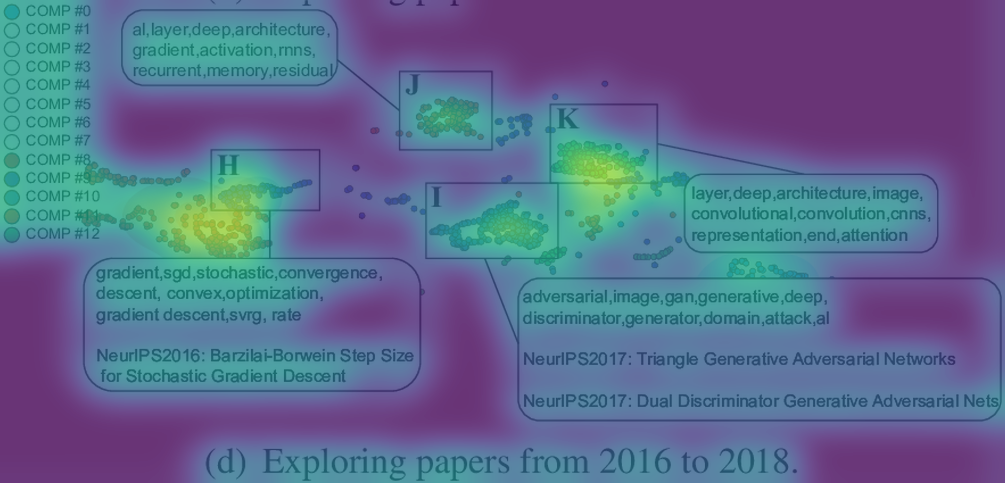 COMP #0
COMP #1
COMP #2
COMP #3
COMP #4
COMP #5
COMP #6
COMP #7
COMP #8
COMP #9
COMP #10
COMP #11
COMP #12
al,layer,deep,architecture,
gradient,activation,rnns,
recurrent,memory,residual
J
K
H
I
layer,deep,architecture,image,
convolutional,convolution,cnns,
representation,end,attention
gradient,sgd,stochastic,convergence,
descent, convex,optimization,
gradient descent,svrg, rate
NeurIPS2016: Barzilai-Borwein Step Size
for Stochastic Gradient Descent
adversarial,image,gan,generative,deep,
discriminator,generator,domain,attack,al
NeurIPS2017: Triangle Generative Adversarial Networks
NeurIPS2017: Dual Discriminator Generative Adversarial Nets
(d) Exploring papers from 2016 to 2018.